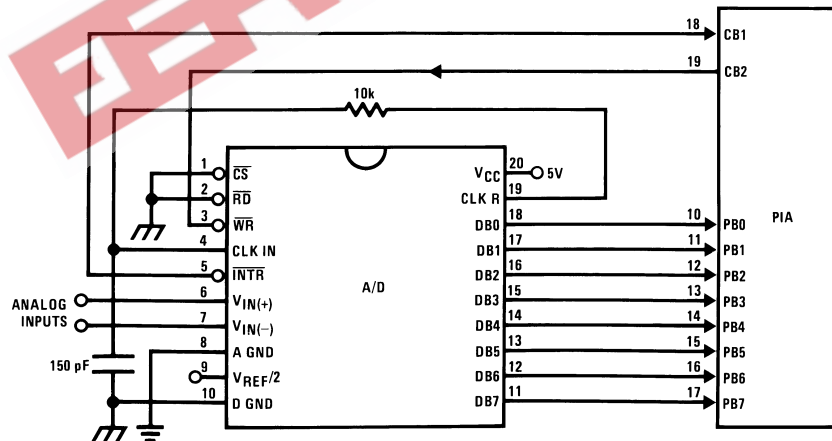 18 CB1
19 CB2
10k
1 CS
2 RD
3 WR
4 CLK IN
5 INTR
6 VIN(+)
7 VIN(−)
8 A GND
9 VREF/2
10 D GND
ANALOG
INPUTS
150 pF
A/D
VCC 20 5V
CLK R 19
DB0 18 10 PB0
DB1 17 11 PB1
DB2 16 12 PB2
DB3 15 13 PB3
DB4 14 14 PB4
DB5 13 15 PB5
DB6 12 16 PB6
DB7 11 17 PB7
PIA